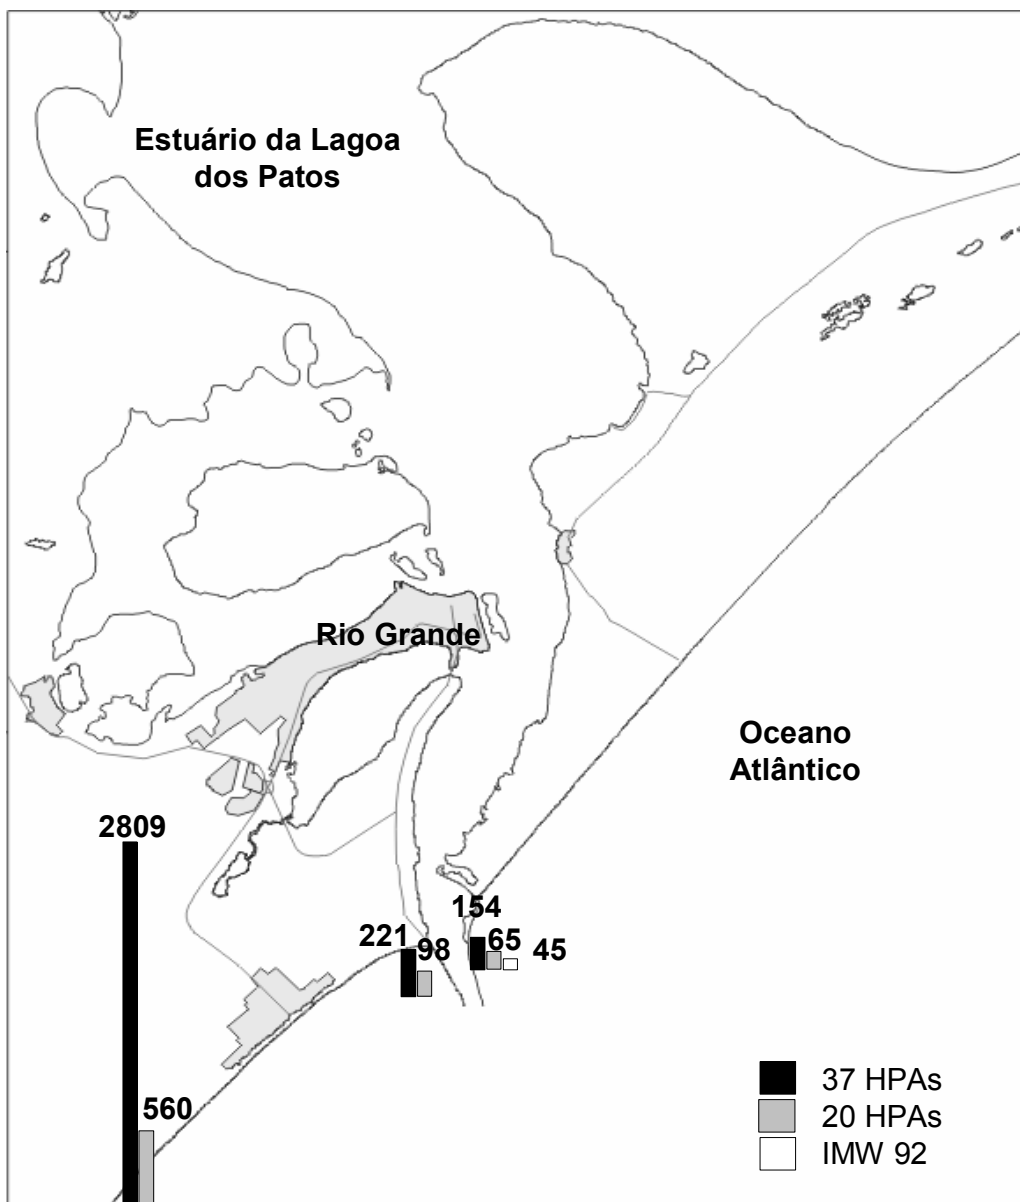 Estuário da Lagoa
dos Patos
Rio Grande
Oceano
Atlântico
2809
560
221
98
154
65
45
37 HPAs
20 HPAs
IMW 92